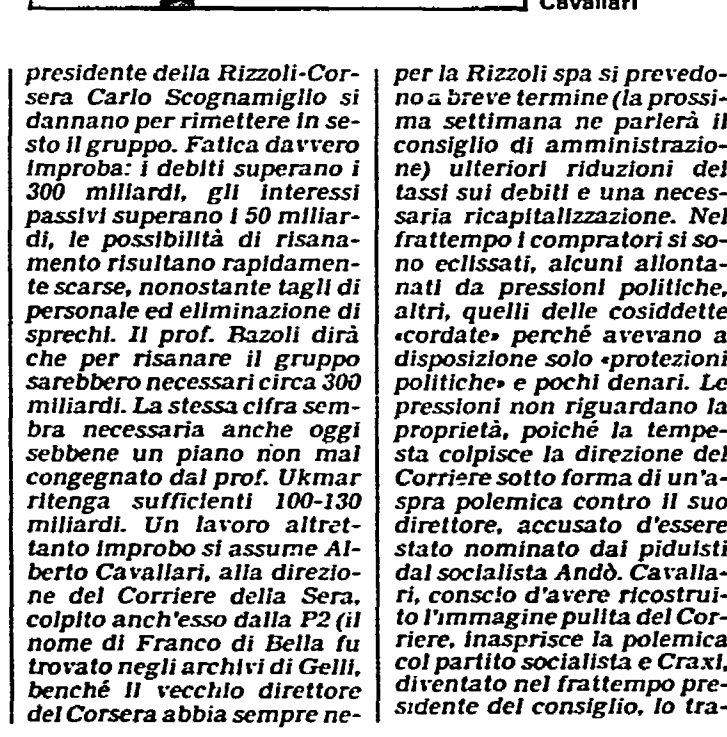 Cavallari
presidente della Rizzoli-Cor-
sera Carlo Scognamiglio si
dannano per rimettere in se-
sto il gruppo. Fatica davvero
improba: i debiti superano i
300 miliardi, gli interessi
passivi superano i 50 miliar-
di, le possibilità di risana-
mento risultano rapidamen-
te scarse, nonostante tagli di
personale ed eliminazione di
sprechi. Il prof. Bazoli dirà
che per risanare il gruppo
sarebbero necessari circa 300
miliardi. La stessa cifra sem-
bra necessaria anche oggi
sebbene un piano non mal
congegnato dal prof. Ukmar
ritenga sufficienti 100-130
miliardi. Un lavoro altret-
tanto improbo si assume Al-
berto Cavallari, alla direzio-
ne del Corriere della Sera,
colpito anch'esso dalla P2 (il
nome di Franco di Bella fu
trovato negli archivi di Gelli,
benché il vecchio direttore
del Corsera abbia sempre ne-
per la Rizzoli spa si prevedo-
no a breve termine (la prossi-
ma settimana ne parlerà il
consiglio di amministrazio-
ne) ulteriori riduzioni dei
tassi sui debiti e una neces-
saria ricapitalizzazione. Nel
frattempo i compratori si so-
no eclissati, alcuni allonta-
nati da pressioni politiche,
altri, quelli delle cosiddette
«cordate» perché avevano a
disposizione solo «protezioni
politiche» e pochi denari. Le
pressioni non riguardano la
proprietà, poiché la tempe-
sta colpisce la direzione del
Corriere sotto forma di un'a-
spra polemica contro il suo
direttore, accusato d'essere
stato nominato dai piduisti
dal socialista Andò. Cavalla-
ri, conscio d'avere ricostrui-
to l'immagine pulita del Cor-
riere, inasprisce la polemica
col partito socialista e Craxi,
diventato nel frattempo pre-
sidente del consiglio, lo tra-